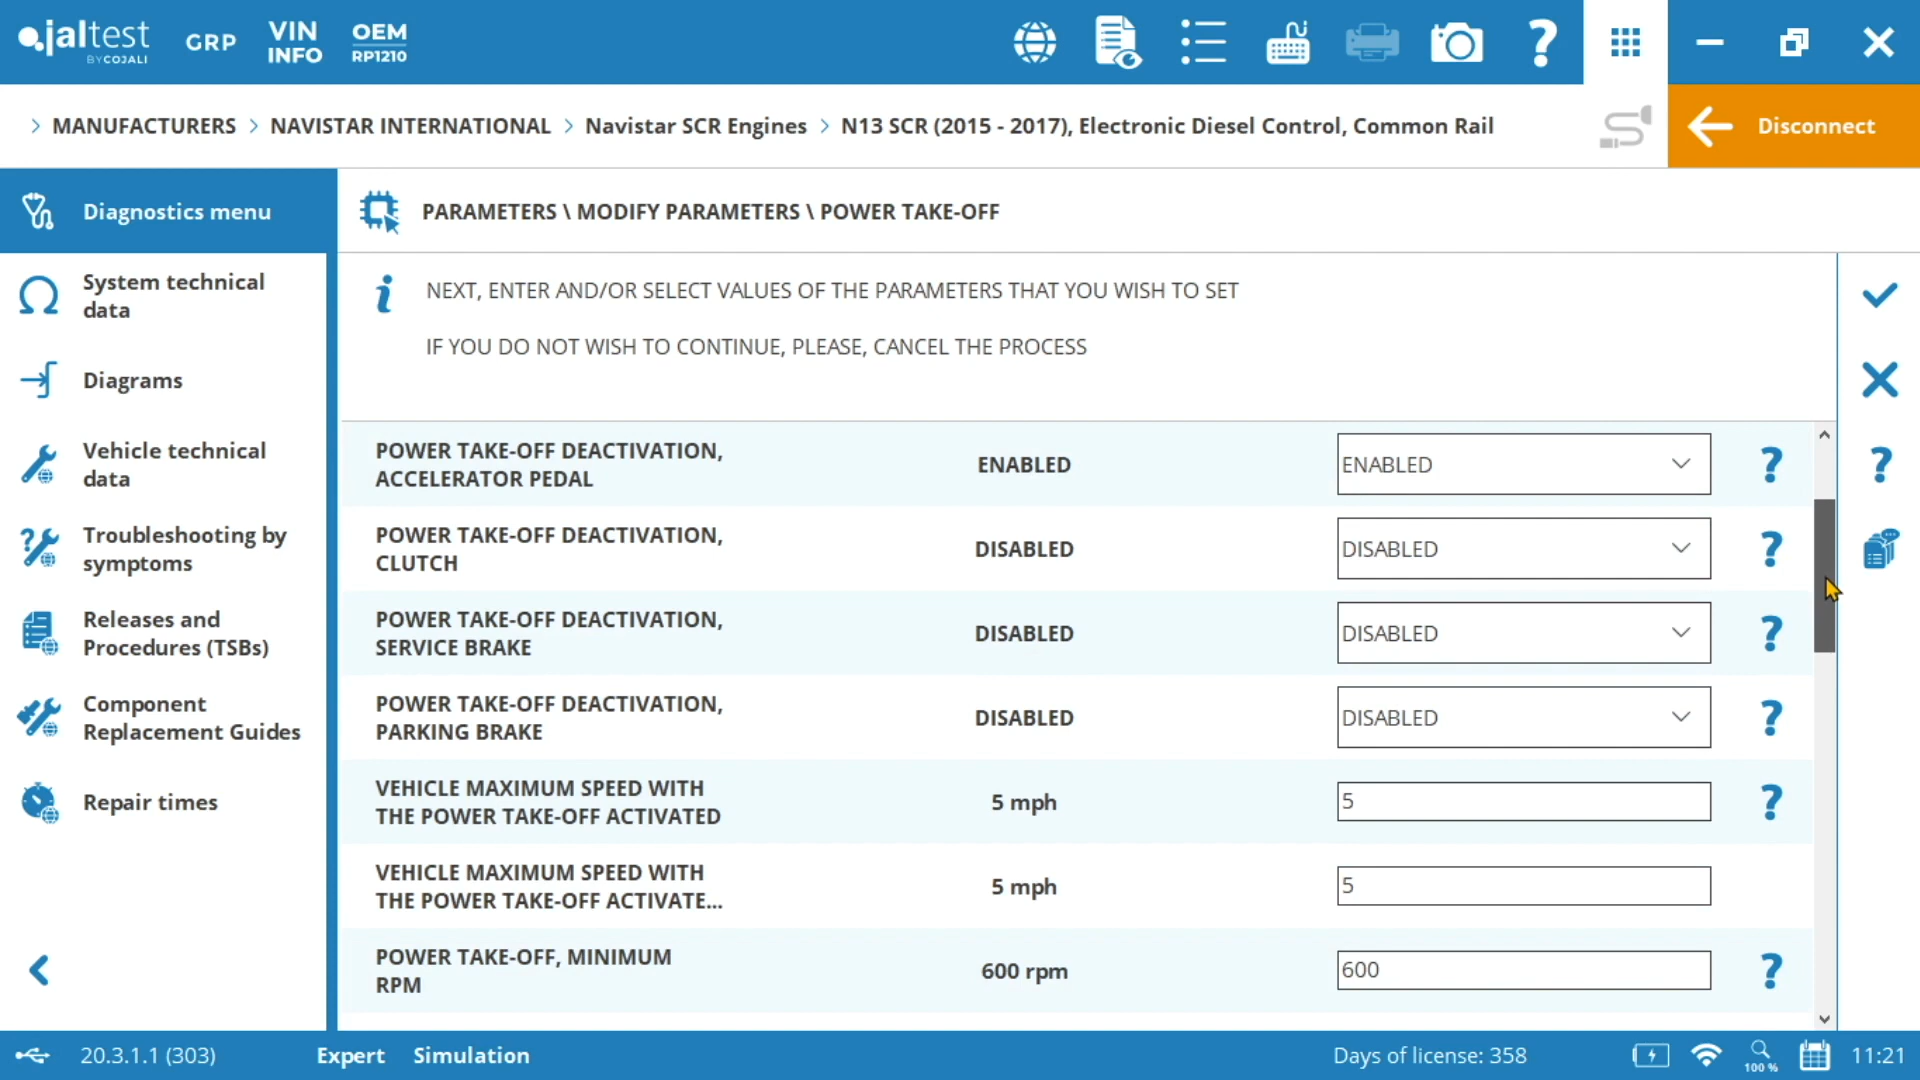 jaltest
BY COJALI
GRP
VIN
INFO
OEM
RP1210
MANUFACTURERS > NAVISTAR INTERNATIONAL > Navistar SCR Engines > N13 SCR (2015 - 2017), Electronic Diesel Control, Common Rail
Disconnect
Diagnostics menu
System technical
data
Diagrams
Vehicle technical
data
Troubleshooting by
symptoms
Releases and
Procedures (TSBs)
Component
Replacement Guides
Repair times
PARAMETERS \ MODIFY PARAMETERS \ POWER TAKE-OFF
NEXT, ENTER AND/OR SELECT VALUES OF THE PARAMETERS THAT YOU WISH TO SET
IF YOU DO NOT WISH TO CONTINUE, PLEASE, CANCEL THE PROCESS
POWER TAKE-OFF DEACTIVATION,
ACCELERATOR PEDAL
ENABLED
ENABLED
POWER TAKE-OFF DEACTIVATION,
CLUTCH
DISABLED
DISABLED
POWER TAKE-OFF DEACTIVATION,
SERVICE BRAKE
DISABLED
DISABLED
POWER TAKE-OFF DEACTIVATION,
PARKING BRAKE
DISABLED
DISABLED
VEHICLE MAXIMUM SPEED WITH
THE POWER TAKE-OFF ACTIVATED
5 mph
5
VEHICLE MAXIMUM SPEED WITH
THE POWER TAKE-OFF ACTIVATE...
5 mph
5
POWER TAKE-OFF, MINIMUM
RPM
600 rpm
600
20.3.1.1 (303)
Expert
Simulation
Days of license: 358
100 %
11:21